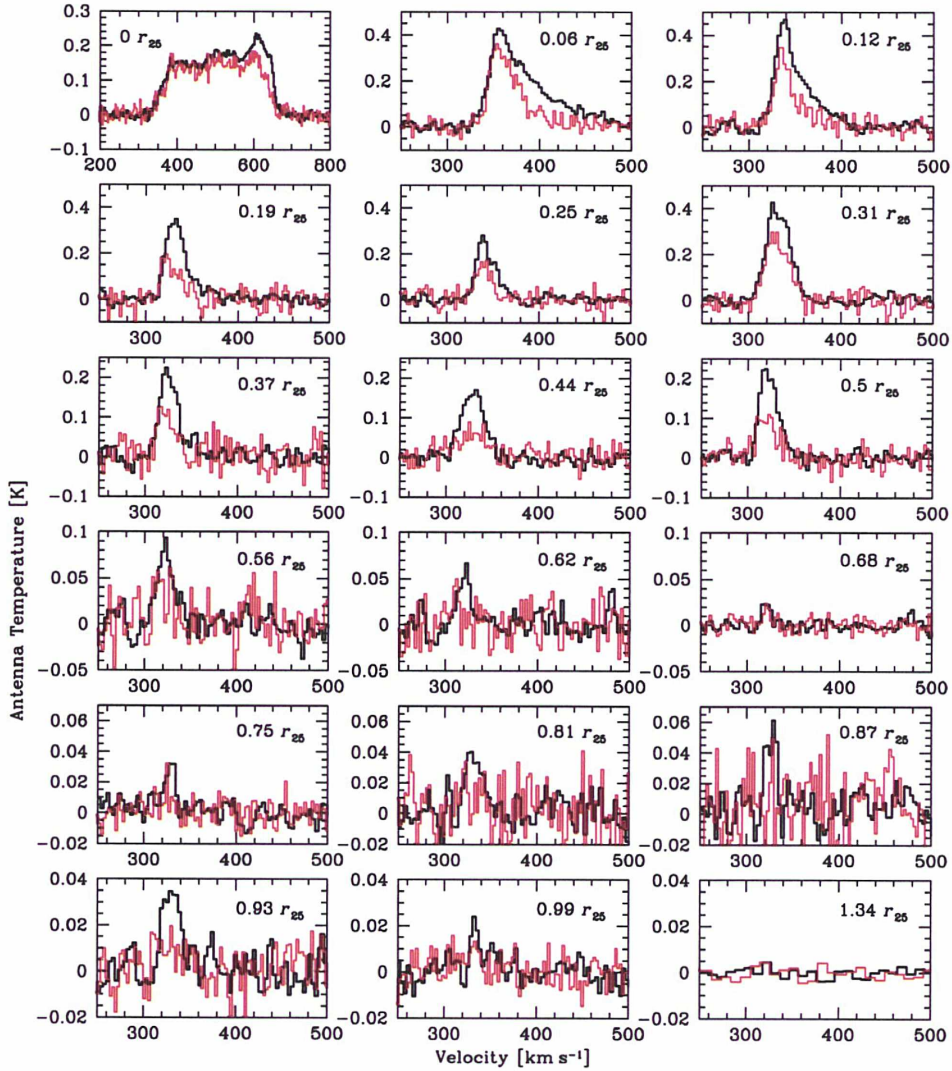 0 r25
0.06 r25
0.12 r25
0.3
0.2
0.1
0
−0.1
0.4
0.2
0
0.4
0.2
0
200 400 600 800
300 400 500
300 400 500
0.19 r25
0.25 r25
0.31 r25
0.4
0.2
0
0.4
0.2
0
0.4
0.2
0
300 400 500
300 400 500
300 400 500
0.37 r25
0.44 r25
0.5 r25
0.2
0.1
0
−0.1
0.2
0.1
0
−0.1
0.2
0.1
0
−0.1
300 400 500
300 400 500
300 400 500
Antenna Temperature [K]
0.56 r25
0.62 r25
0.68 r25
0.1
0.05
0
−0.05
0.1
0.05
0
−0.05
0.1
0.05
0
−0.05
300 400 500
300 400 500
300 400 500
0.75 r25
0.81 r25
0.87 r25
0.06
0.04
0.02
0
−0.02
0.06
0.04
0.02
0
−0.02
0.06
0.04
0.02
0
−0.02
300 400 500
300 400 500
300 400 500
0.93 r25
0.99 r25
1.34 r25
0.04
0.02
0
−0.02
0.04
0.02
0
−0.02
0.04
0.02
0
−0.02
300 400 500
300 400 500
300 400 500
Velocity [km s⁻¹]